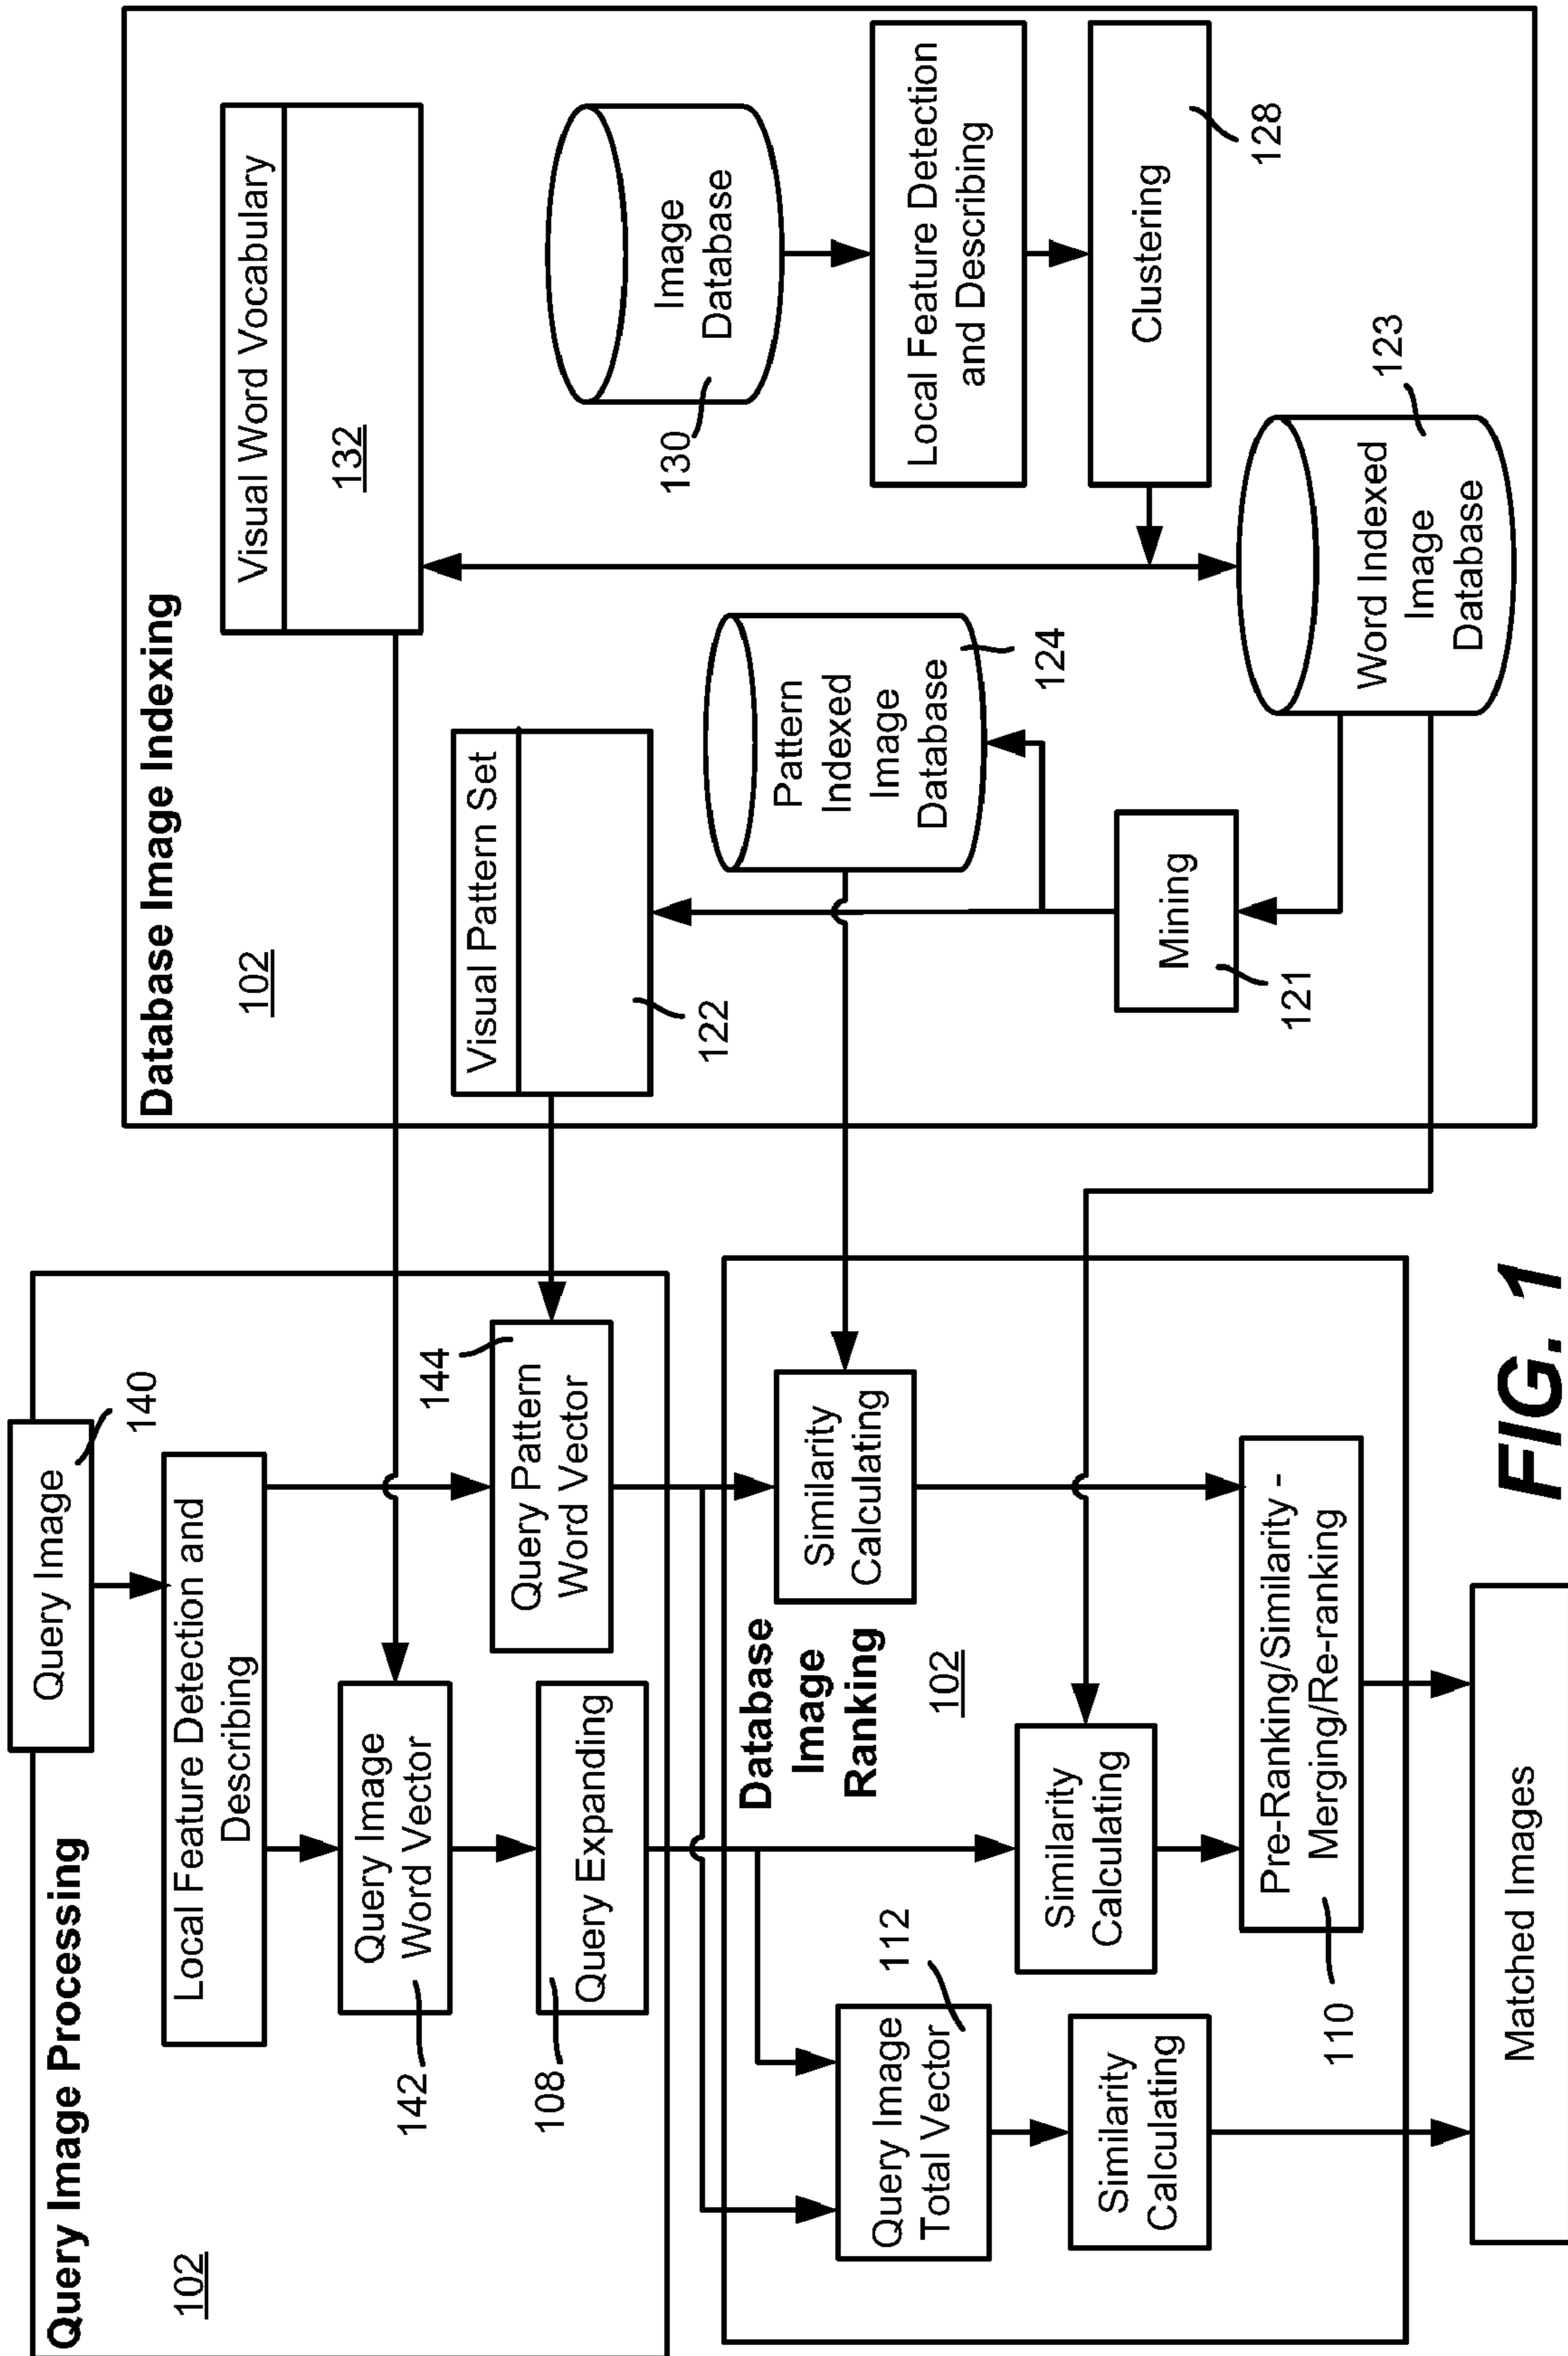 Query Image Processing
102
Query Image
140
Local Feature Detection and
Describing
Query Image
Word Vector
142
Query Pattern
Word Vector
144
Query Expanding
108
Database
Image
Ranking
102
Query Image
Total Vector
112
Similarity
Calculating
Similarity
Calculating
Similarity
Calculating
Pre-Ranking/Similarity -
Merging/Re-ranking
110
Matched Images
Database Image Indexing
102
Visual Word Vocabulary
132
Visual Pattern Set
122
Image
Database
130
Pattern
Indexed
Image
Database
124
Local Feature Detection
and Describing
Clustering
128
Mining
121
Word Indexed
Image
Database
123
FIG. 1